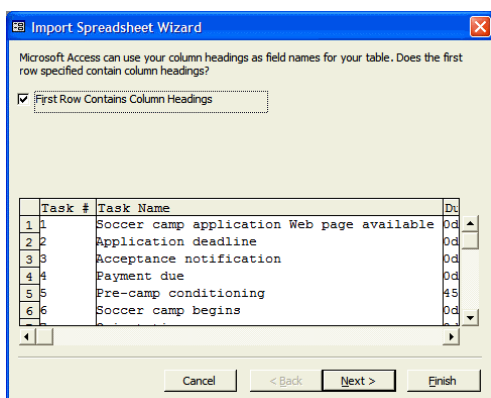 Import Spreadsheet Wizard
Microsoft Access can use your column headings as field names for your table. Does the first
row specified contain column headings?
First Row Contains Column Headings
Task # Task Name Du
1 1 Soccer camp application Web page available 0d
2 2 Application deadline 0d
3 3 Acceptance notification 0d
4 4 Payment due 0d
5 5 Pre-camp conditioning 45
6 6 Soccer camp begins 0d
Cancel < Back Next > Finish